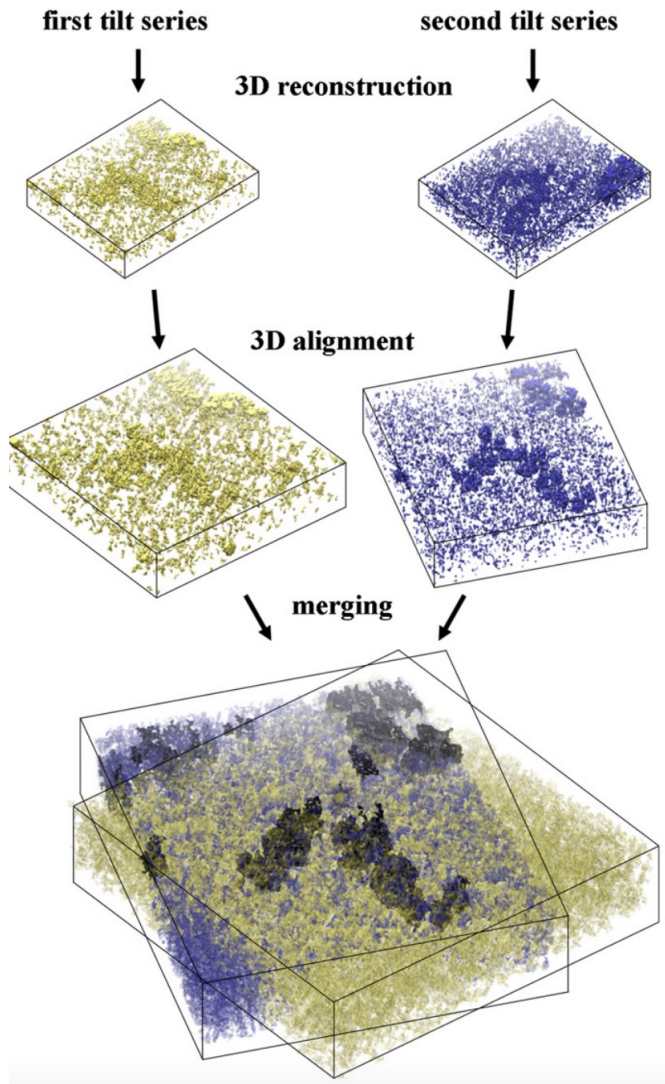 first tilt series
second tilt series
3D reconstruction
3D alignment
merging